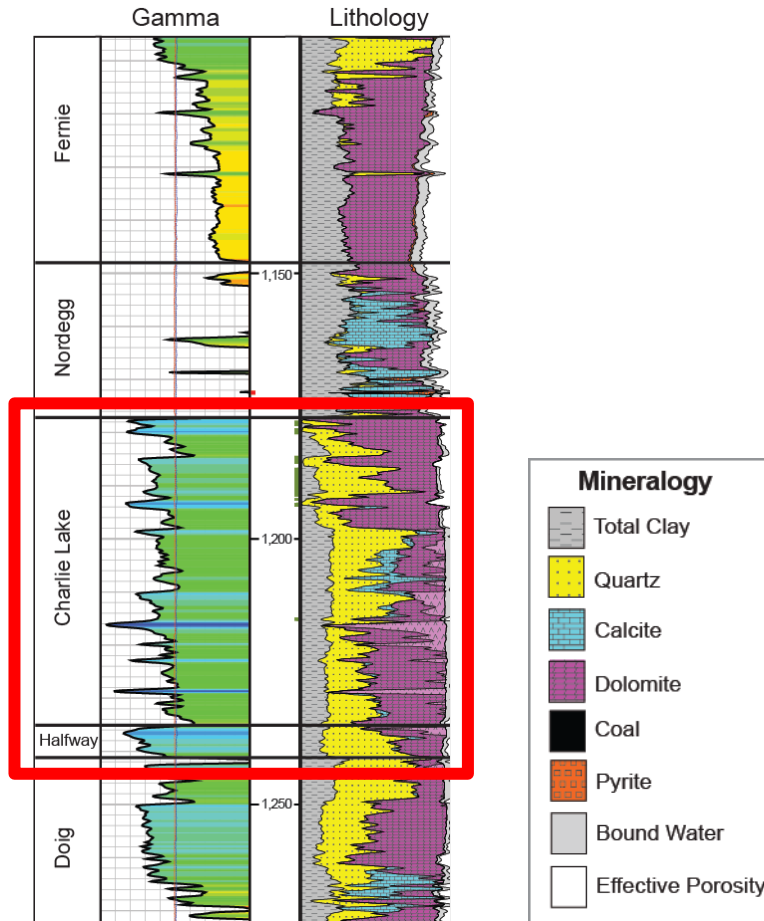 Gamma
Lithology
Fernie
1,150
Nordegg
Charlie Lake
1,200
Halfway
1,250
Doig
Mineralogy
Total Clay
Quartz
Calcite
Dolomite
Coal
Pyrite
Bound Water
Effective Porosity